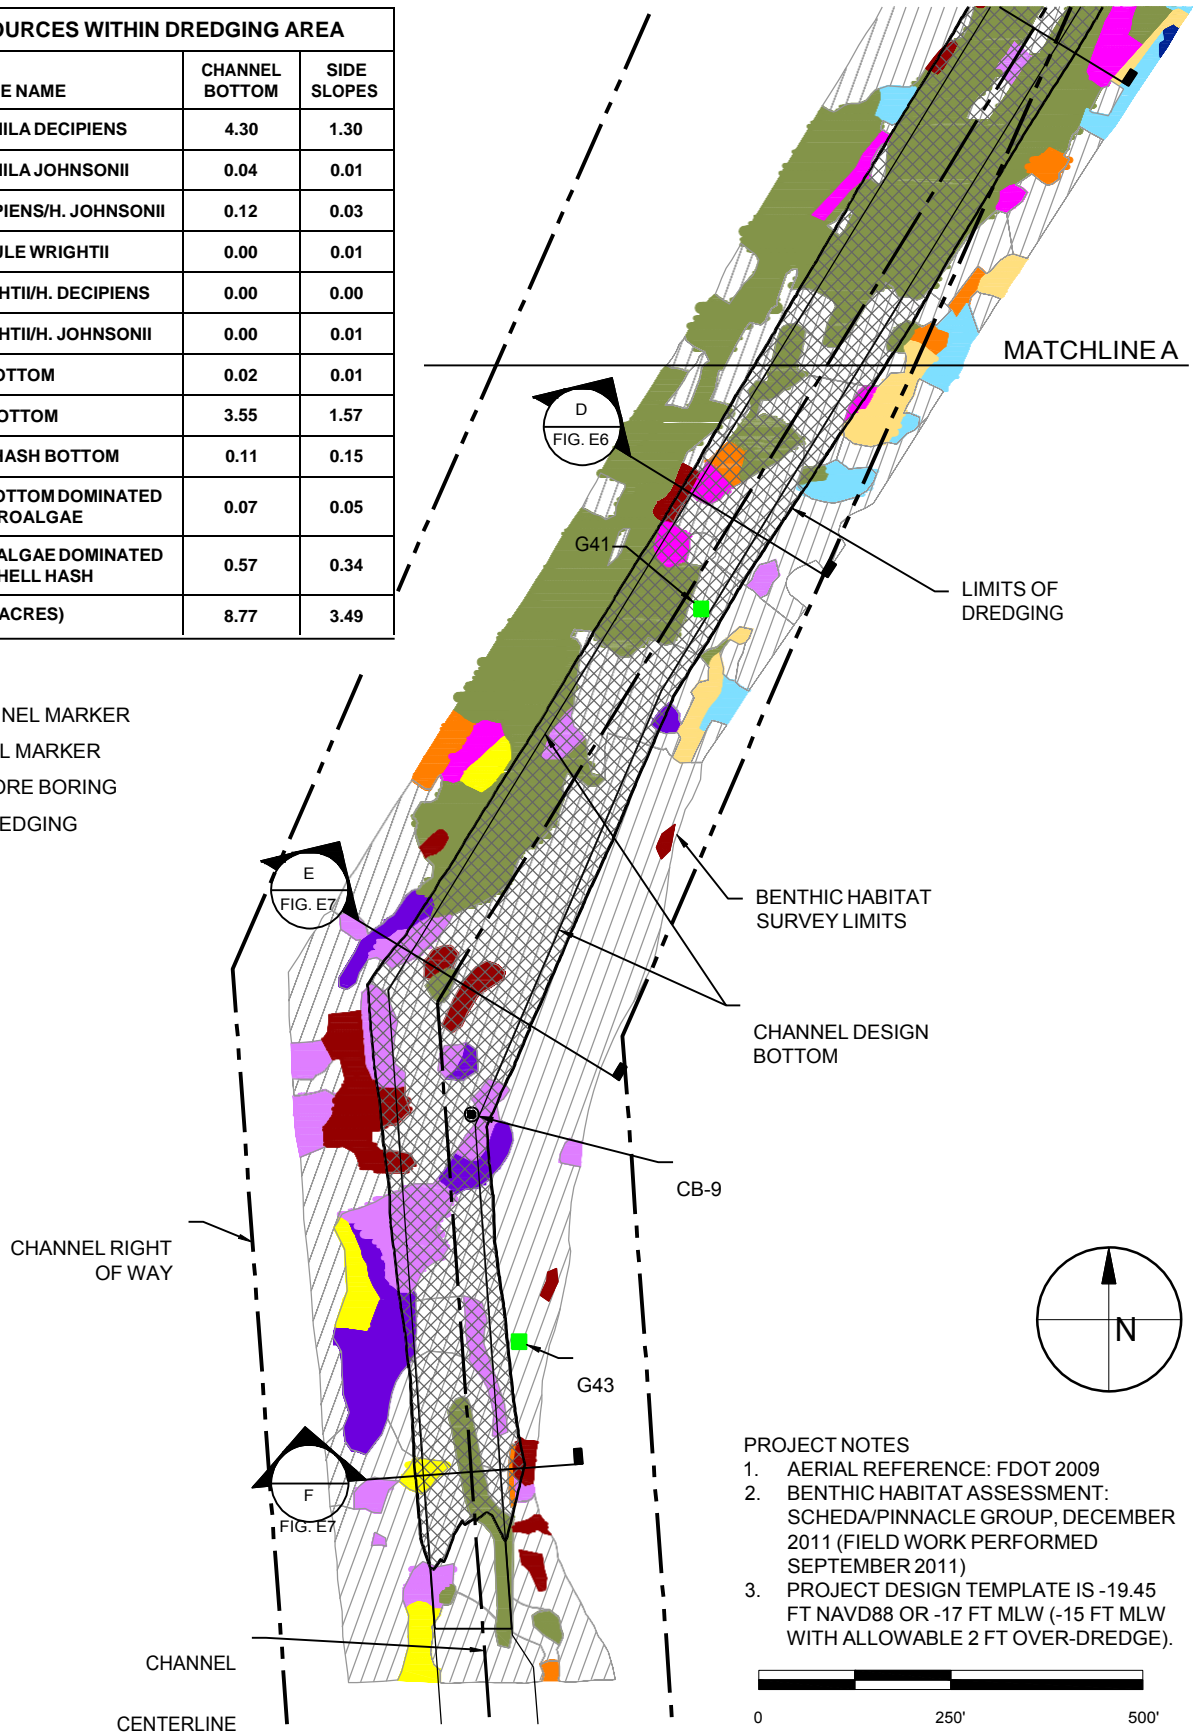 OURCES WITHIN DREDGING AREA
E NAME
CHANNEL
BOTTOM
SIDE
SLOPES
ILA DECIPIENS 4.30 1.30
ILA JOHNSONII 0.04 0.01
PIENS/H. JOHNSONII 0.12 0.03
ULE WRIGHTII 0.00 0.01
HTII/H. DECIPIENS 0.00 0.00
HTII/H. JOHNSONII 0.00 0.01
OTTOM 0.02 0.01
OTTOM 3.55 1.57
HASH BOTTOM 0.11 0.15
OTTOM DOMINATED
ROALGAE 0.07 0.05
ALGAE DOMINATED
HELL HASH 0.57 0.34
ACRES) 8.77 3.49
NEL MARKER
L MARKER
ORE BORING
EDGING
MATCHLINE A
D
FIG. E6
G41
LIMITS OF
DREDGING
E
FIG. E7
BENTHIC HABITAT
SURVEY LIMITS
CHANNEL DESIGN
BOTTOM
CB-9
CHANNEL RIGHT
OF WAY
N
G43
F
FIG. E7
PROJECT NOTES
1. AERIAL REFERENCE: FDOT 2009
2. BENTHIC HABITAT ASSESSMENT:
SCHEDA/PINNACLE GROUP, DECEMBER
2011 (FIELD WORK PERFORMED
SEPTEMBER 2011)
3. PROJECT DESIGN TEMPLATE IS -19.45
FT NAVD88 OR -17 FT MLW (-15 FT MLW
WITH ALLOWABLE 2 FT OVER-DREDGE).
CHANNEL
CENTERLINE
0 250' 500'